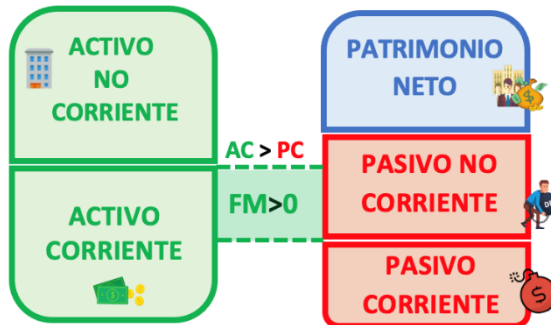 ACTIVO
NO
CORRIENTE
ACTIVO
CORRIENTE
$
AC > PC
FM>0
PATRIMONIO
NETO
$
PASIVO NO
CORRIENTE
PASIVO
CORRIENTE
$